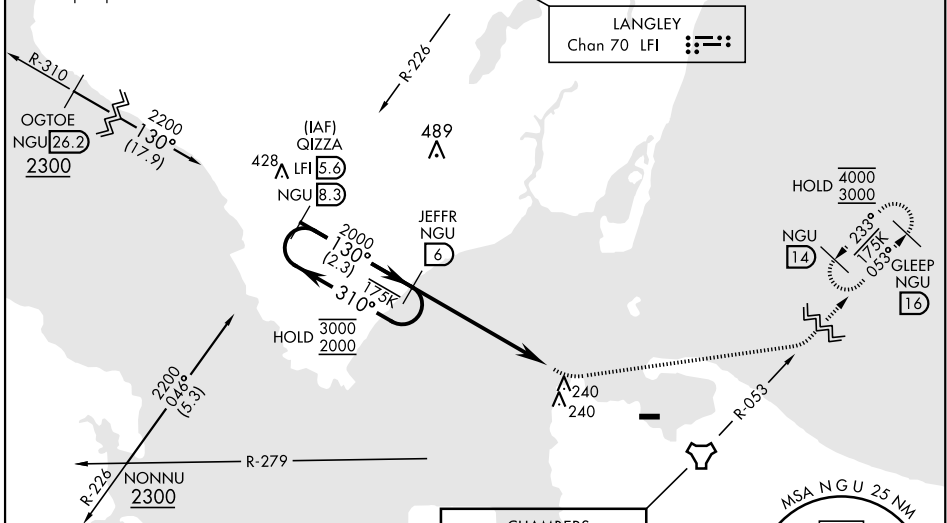 LANGLEY
Chan 70 LFI
R-226
R-310
OGTOE
NGU 26.2
2300
2200
130°
(17.9)
(IAF)
QIZZA
428 LFI 5.6
NGU 8.3
489
JEFFR
NGU
6
2000
130°
(2.3)
310°
175K
HOLD 3000
2000
HOLD 4000
3000
NGU
14
233°
175K
053°
GLEEP
NGU
16
240
240
R-053
2200
046°
(5.3)
R-279
R-226
NONNU
2300
CHAMBERS
MSA NGU 25 NM